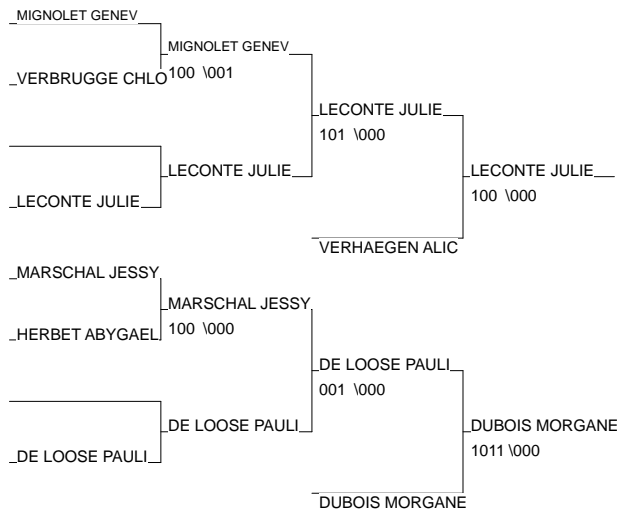 MIGNOLET GENEV
MIGNOLET GENEV
VERBRUGGE CHLO
100 \001
LECONTE JULIE
101 \000
LECONTE JULIE
LECONTE JULIE
100 \000
LECONTE JULIE
VERHAEGEN ALIC
MARSCHAL JESSY
MARSCHAL JESSY
HERBET ABYGAEL
100 \000
DE LOOSE PAULI
001 \000
DE LOOSE PAULI
DUBOIS MORGANE
1011 \000
DE LOOSE PAULI
DUBOIS MORGANE